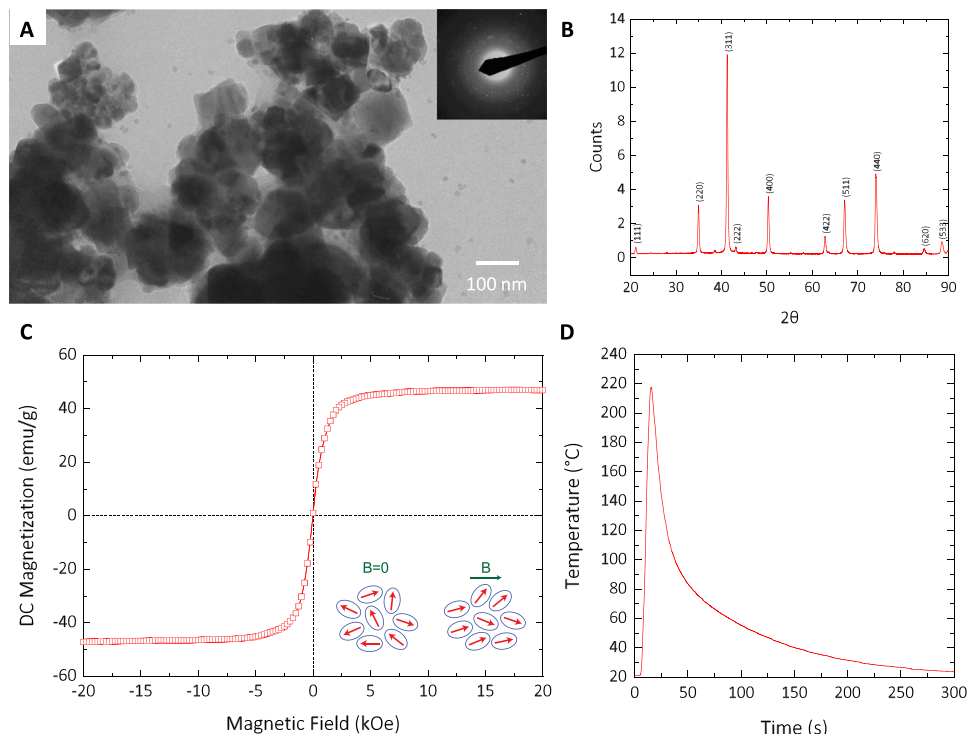 A
100 nm
B
14
12
10
8
6
4
2
0
Counts
(111)
(220)
(311)
(222)
(400)
(422)
(511)
(440)
(620)
(533)
20 30 40 50 60 70 80 90
2θ
C
60
40
20
0
-20
-40
-60
DC Magnetization (emu/g)
B=0
B
-20 -15 -10 -5 0 5 10 15 20
Magnetic Field (kOe)
D
240
220
200
180
160
140
120
100
80
60
40
20
Temperature (°C)
0 50 100 150 200 250 300
Time (s)